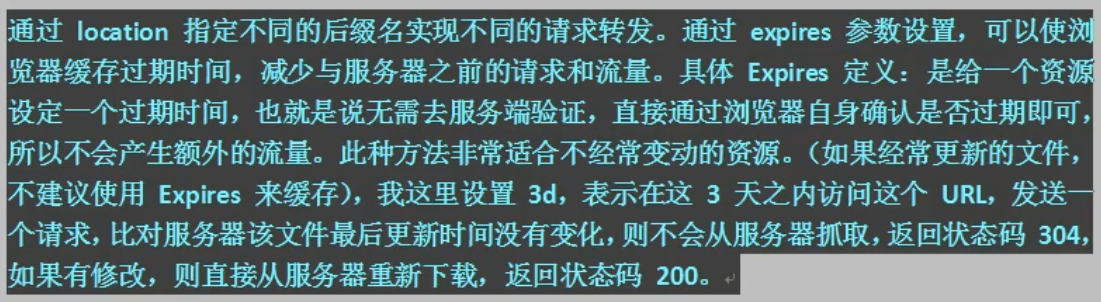 通过 location 指定不同的后缀名实现不同的请求转发。通过 expires 参数设置，可以使浏
览器缓存过期时间，减少与服务器之前的请求和流量。具体 Expires 定义：是给一个资源
设定一个过期时间，也就是说无需去服务端验证，直接通过浏览器自身确认是否过期即可，
所以不会产生额外的流量。此种方法非常适合不经常变动的资源。（如果经常更新的文件，
不建议使用 Expires 来缓存），我这里设置 3d，表示在这 3 天之内访问这个 URL，发送一
个请求，比对服务器该文件最后更新时间没有变化，则不会从服务器抓取，返回状态码 304，
如果有修改，则直接从服务器重新下载，返回状态码 200。